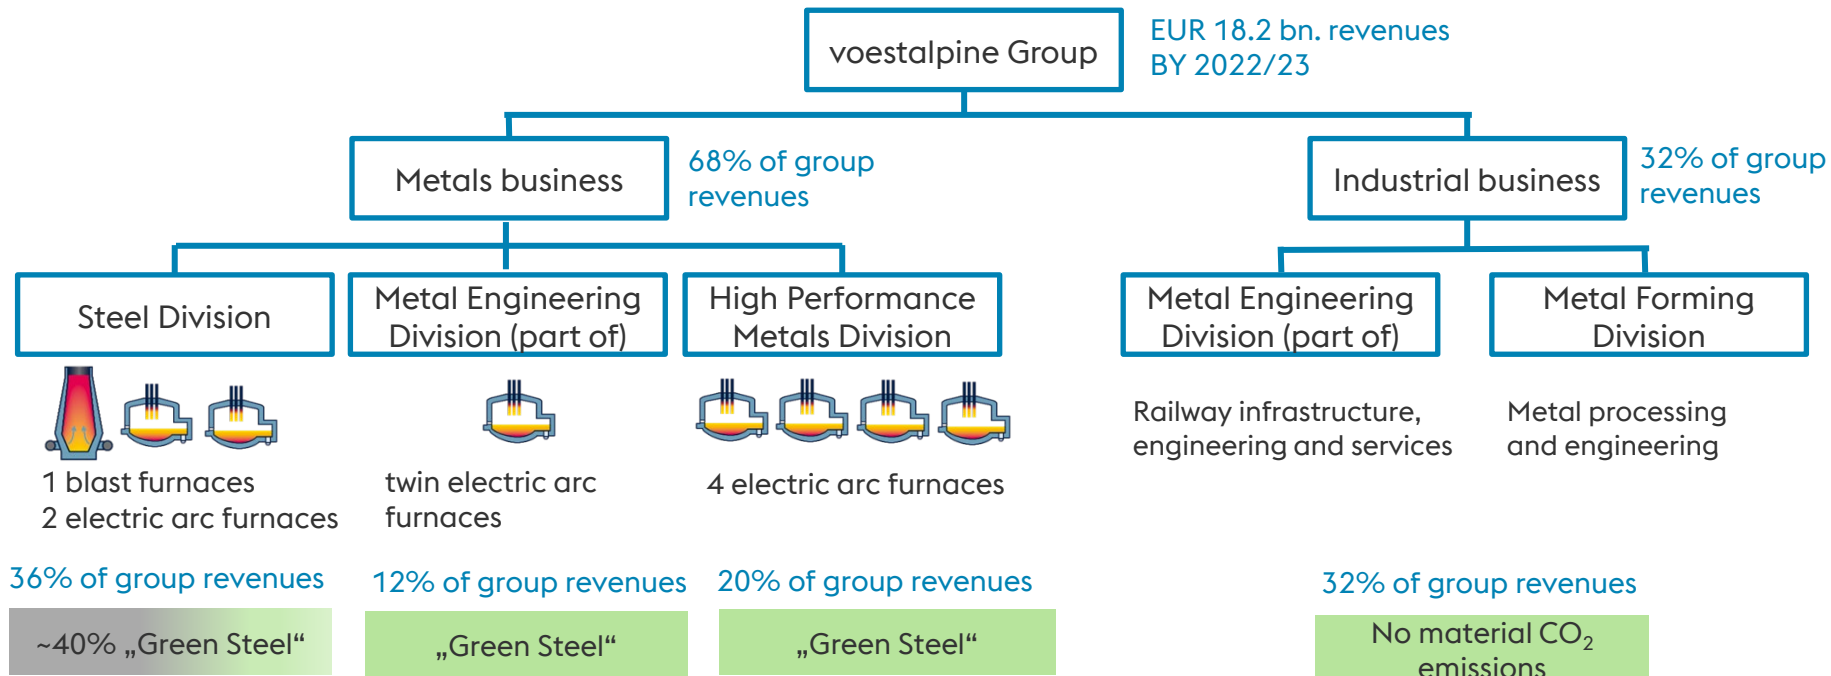 voestalpine Group
EUR 18.2 bn. revenues
BY 2022/23
Metals business
68% of group
revenues
Industrial business
32% of group
revenues
Steel Division
Metal Engineering
Division (part of)
High Performance
Metals Division
Metal Engineering
Division (part of)
Metal Forming
Division
1 blast furnaces
2 electric arc furnaces
twin electric arc
furnaces
4 electric arc furnaces
Railway infrastructure,
engineering and services
Metal processing
and engineering
36% of group revenues
12% of group revenues
20% of group revenues
32% of group revenues
~40% „Green Steel“
„Green Steel“
„Green Steel“
No material CO₂
emissions